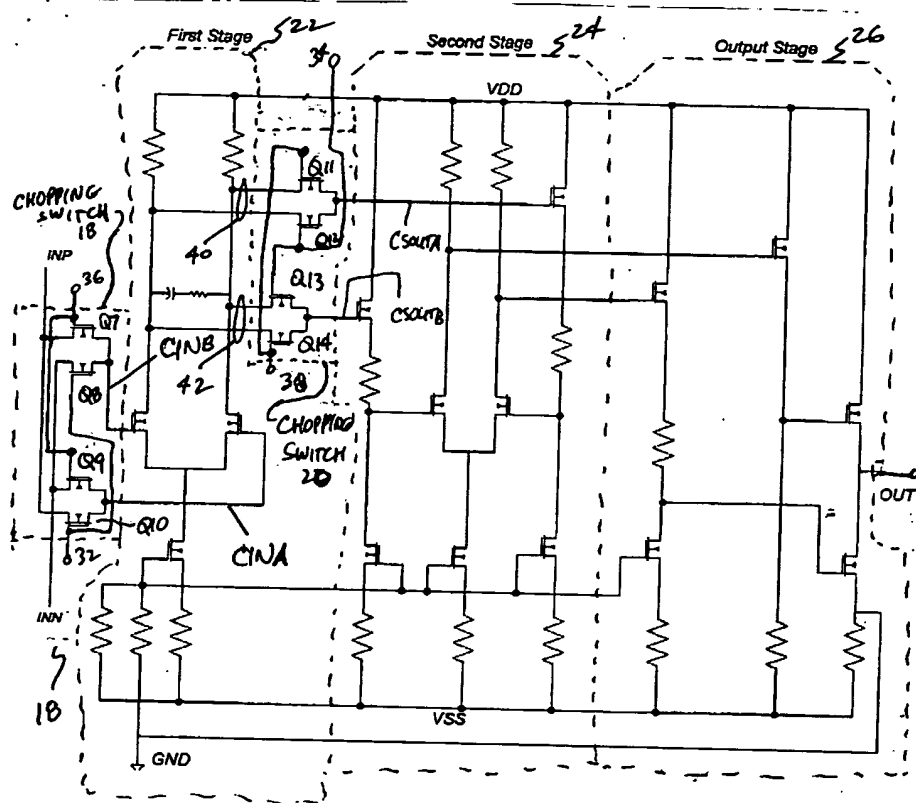 First Stage
22
34
Second Stage
24
Output Stage
26
VDD
Q11
CHOPPING
SWITCH
18
40
Q12
CSOUTA
INP
36
Q13
CSOUTB
Q7
CINB
42
Q14
Q8
38
CHOPPING
SWITCH
20
Q9
OUT
Q10
32
CINA
INN
18
VSS
GND